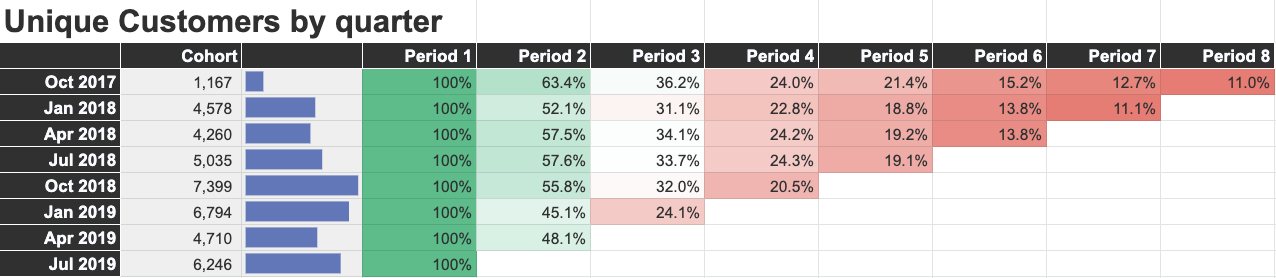 Unique Customers by quarter
Cohort Period 1 Period 2 Period 3 Period 4 Period 5 Period 6 Period 7 Period 8
Oct 2017 1,167 100% 63.4% 36.2% 24.0% 21.4% 15.2% 12.7% 11.0%
Jan 2018 4,578 100% 52.1% 31.1% 22.8% 18.8% 13.8% 11.1%
Apr 2018 4,260 100% 57.5% 34.1% 24.2% 19.2% 13.8%
Jul 2018 5,035 100% 57.6% 33.7% 24.3% 19.1%
Oct 2018 7,399 100% 55.8% 32.0% 20.5%
Jan 2019 6,794 100% 45.1% 24.1%
Apr 2019 4,710 100% 48.1%
Jul 2019 6,246 100%